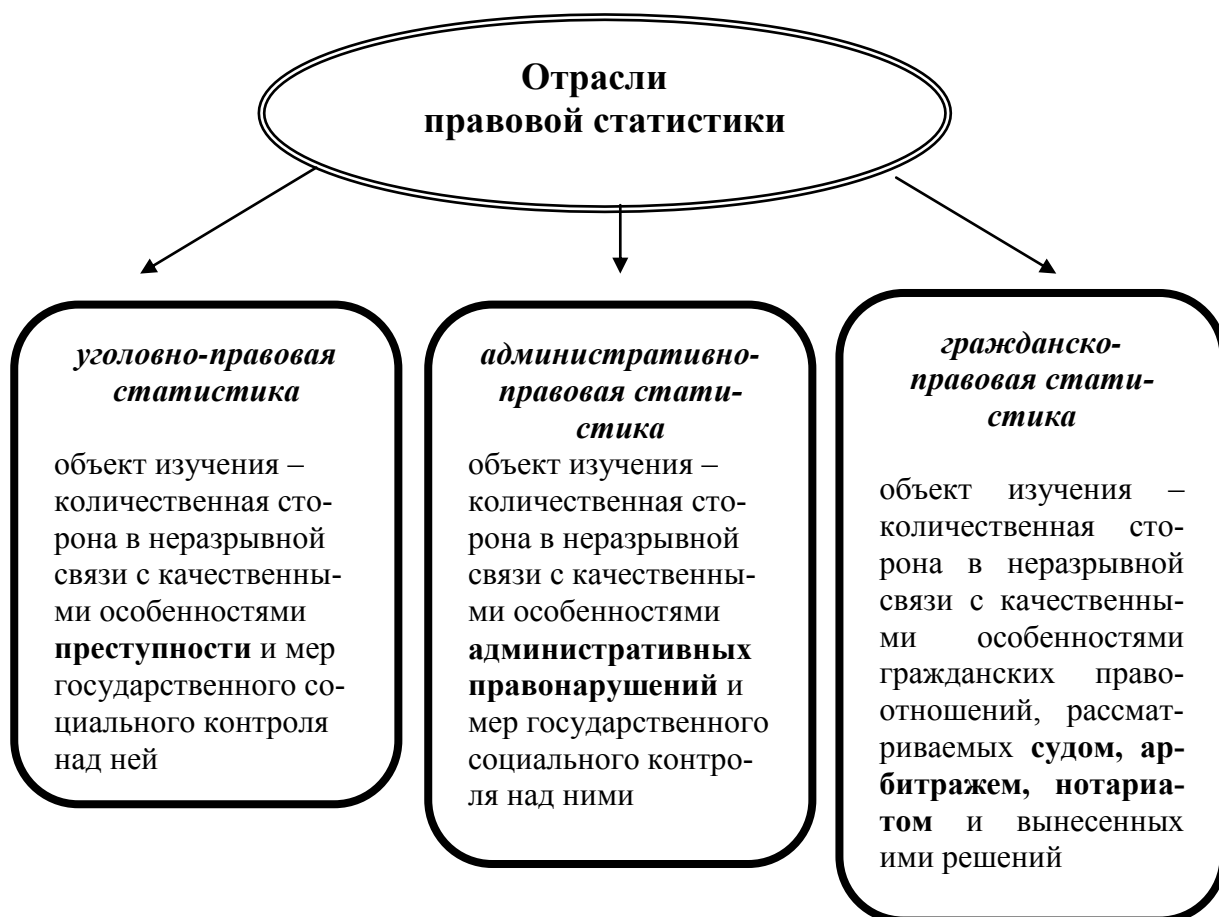 Отрасли
правовой статистики
уголовно-правовая
статистика
объект изучения –
количественная сто-
рона в неразрывной
связи с качественны-
ми особенностями
преступности и мер
государственного со-
циального контроля
над ней
административно-
правовая стати-
стика
объект изучения –
количественная сто-
рона в неразрывной
связи с качественны-
ми особенностями
административных
правонарушений и
мер государственного
социального контро-
ля над ними
гражданско-
правовая стати-
стика
объект изучения –
количественная сто-
рона в неразрывной
связи с качественны-
ми особенностями
гражданских право-
отношений, рассмат-
риваемых судом, ар-
битражем, нотариа-
том и вынесенных
ими решений